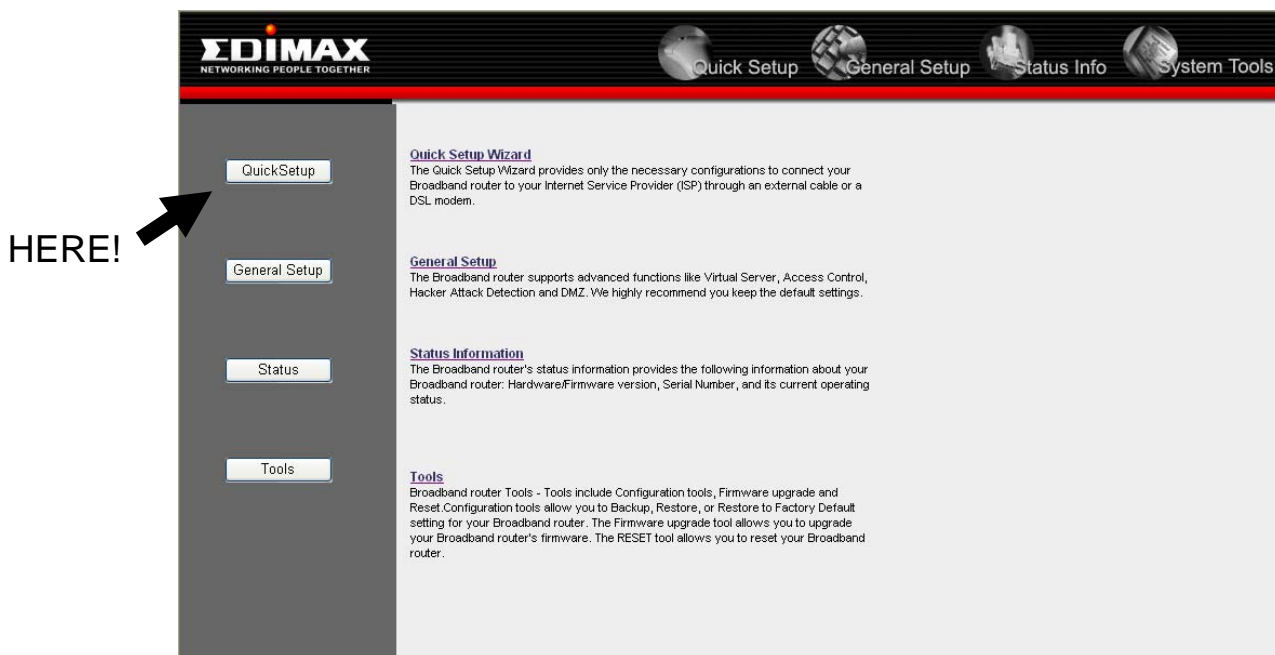 EDIMAX
NETWORKING PEOPLE TOGETHER
Quick Setup
General Setup
Status Info
System Tools
HERE!
QuickSetup
Quick Setup Wizard
The Quick Setup Wizard provides only the necessary configurations to connect your
Broadband router to your Internet Service Provider (ISP) through an external cable or a
DSL modem.
General Setup
General Setup
The Broadband router supports advanced functions like Virtual Server, Access Control,
Hacker Attack Detection and DMZ. We highly recommend you keep the default settings.
Status
Status Information
The Broadband router's status information provides the following information about your
Broadband router: Hardware/Firmware version, Serial Number, and its current operating
status.
Tools
Tools
Broadband router Tools - Tools include Configuration tools, Firmware upgrade and
Reset.Configuration tools allow you to Backup, Restore, or Restore to Factory Default
setting for your Broadband router. The Firmware upgrade tool allows you to upgrade
your Broadband router's firmware. The RESET tool allows you to reset your Broadband
router.